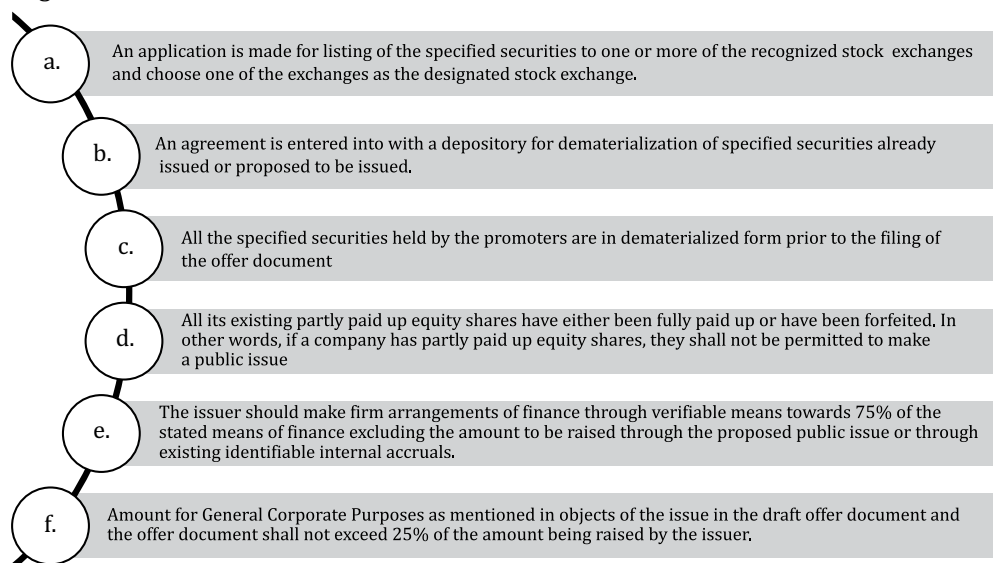 a.
An application is made for listing of the specified securities to one or more of the recognized stock exchanges
and choose one of the exchanges as the designated stock exchange.
b.
An agreement is entered into with a depository for dematerialization of specified securities already
issued or proposed to be issued.
c.
All the specified securities held by the promoters are in dematerialized form prior to the filing of
the offer document
d.
All its existing partly paid up equity shares have either been fully paid up or have been forfeited. In
other words, if a company has partly paid up equity shares, they shall not be permitted to make
a public issue
e.
The issuer should make firm arrangements of finance through verifiable means towards 75% of the
stated means of finance excluding the amount to be raised through the proposed public issue or through
existing identifiable internal accruals.
f.
Amount for General Corporate Purposes as mentioned in objects of the issue in the draft offer document and
the offer document shall not exceed 25% of the amount being raised by the issuer.